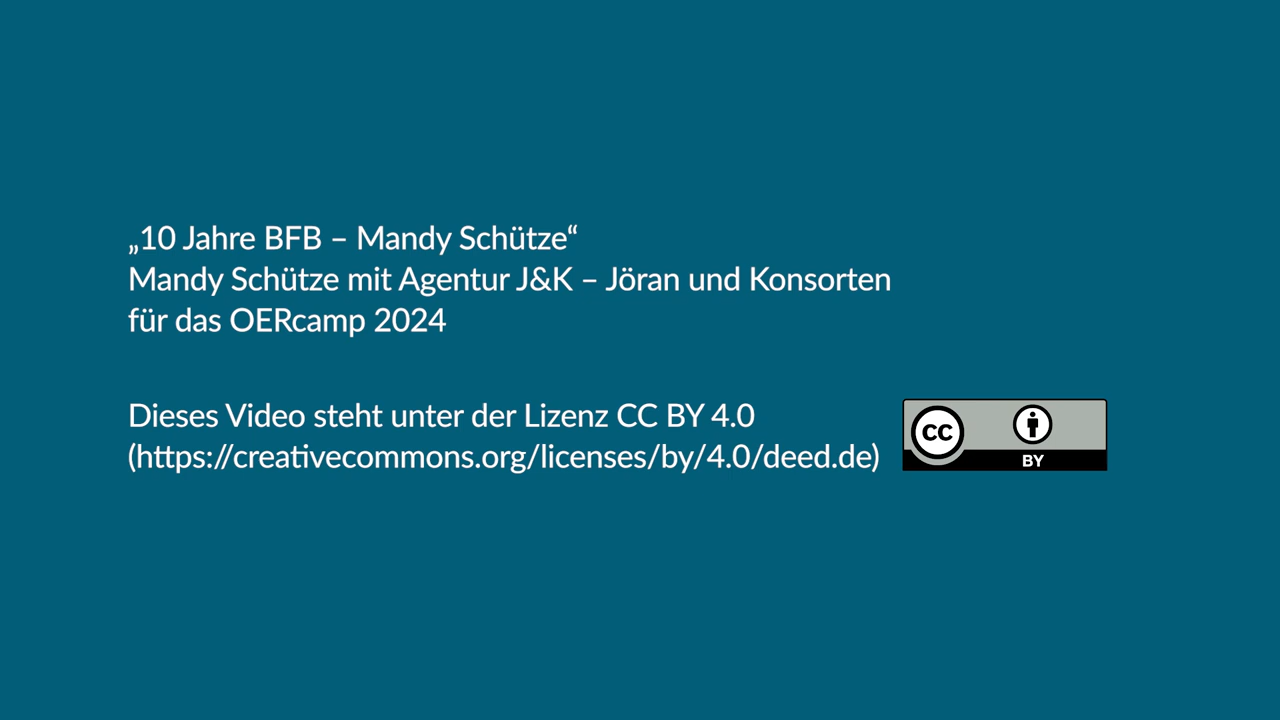 „10 Jahre BFB – Mandy Schütze“
Mandy Schütze mit Agentur J&K – Jöran und Konsorten
für das OERcamp 2024
Dieses Video steht unter der Lizenz CC BY 4.0
(https://creativecommons.org/licenses/by/4.0/deed.de)
CC
BY